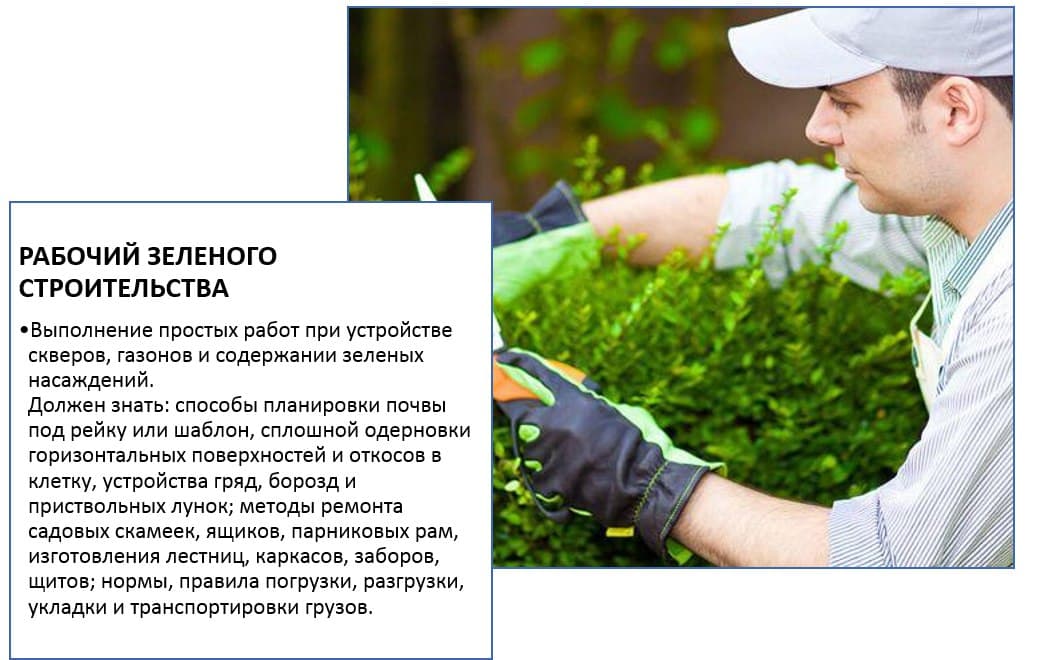 РАБОЧИЙ ЗЕЛЕНОГО
СТРОИТЕЛЬСТВА
•Выполнение простых работ при устройстве
скверов, газонов и содержании зеленых
насаждений.
Должен знать: способы планировки почвы
под рейку или шаблон, сплошной одерновки
горизонтальных поверхностей и откосов в
клетку, устройства гряд, борозд и
приствольных лунок; методы ремонта
садовых скамеек, ящиков, парниковых рам,
изготовления лестниц, каркасов, заборов,
щитов; нормы, правила погрузки, разгрузки,
укладки и транспортировки грузов.